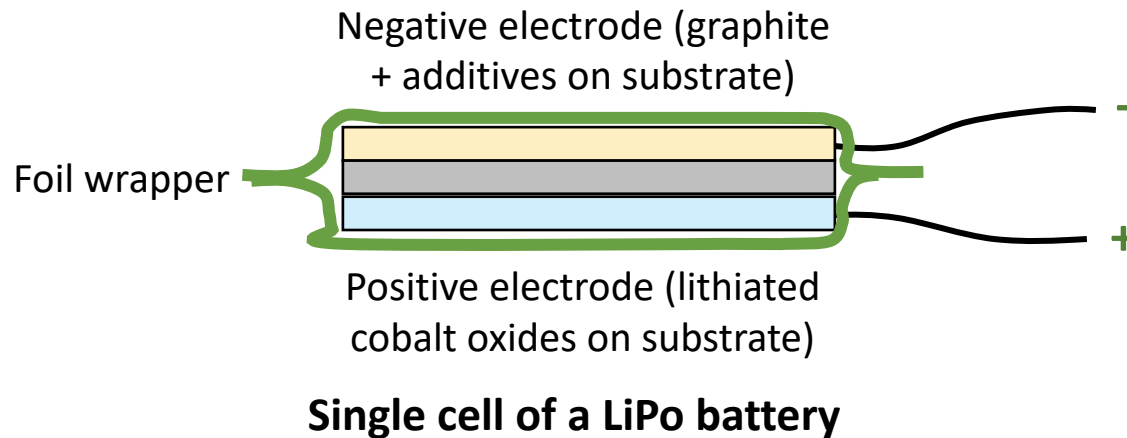 Negative electrode (graphite
+ additives on substrate)
-
Foil wrapper
+
Positive electrode (lithiated
cobalt oxides on substrate)
Single cell of a LiPo battery